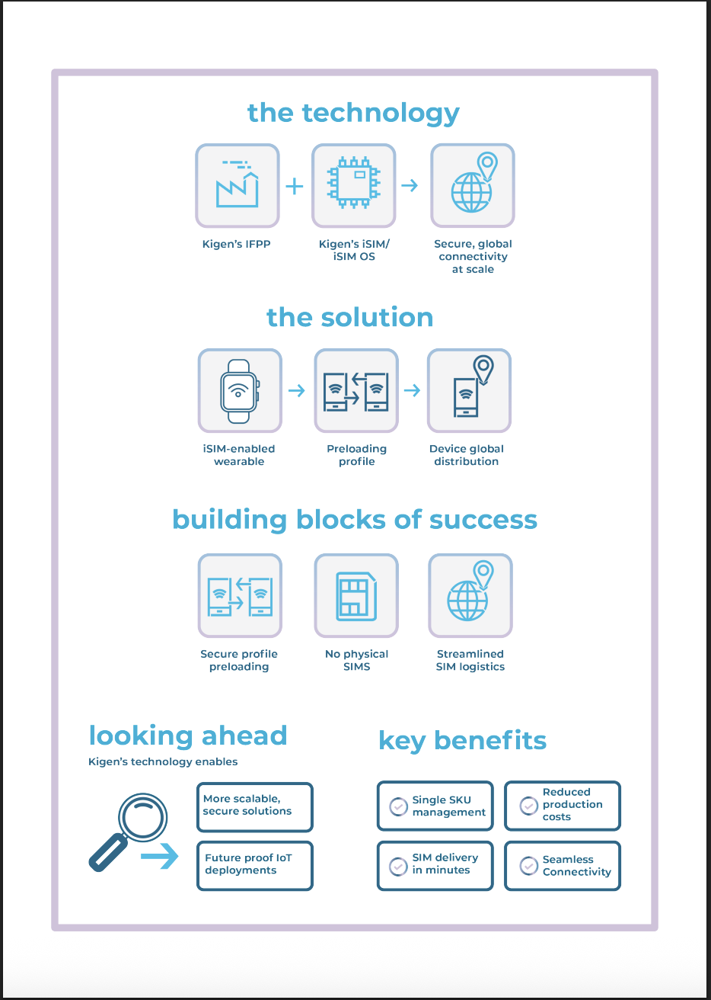 the technology
Kigen’s IFPP
Kigen’s iSIM/
iSIM OS
Secure, global
connectivity
at scale
the solution
iSIM-enabled
wearable
Preloading
profile
Device global
distribution
building blocks of success
Secure profile
preloading
No physical
SIMS
Streamlined
SIM logistics
looking ahead
Kigen’s technology enables
More scalable,
secure solutions
Future proof IoT
deployments
key benefits
Single SKU
management
Reduced
production
costs
SIM delivery
in minutes
Seamless
Connectivity